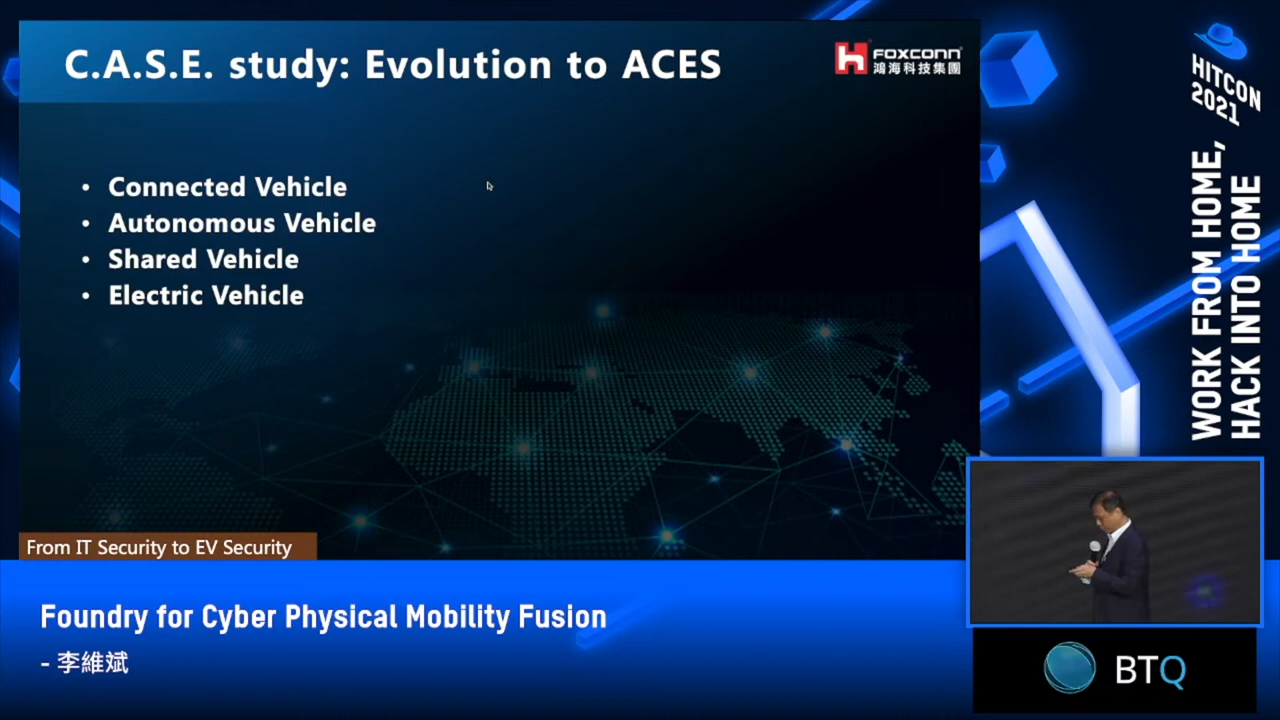 C.A.S.E. study: Evolution to ACES
FOXCONN
鴻海科技集團
• Connected Vehicle
• Autonomous Vehicle
• Shared Vehicle
• Electric Vehicle
From IT Security to EV Security
Foundry for Cyber Physical Mobility Fusion
- 李維斌
HITCON
2021
WORK FROM HOME,
HACK INTO HOME
BTQ